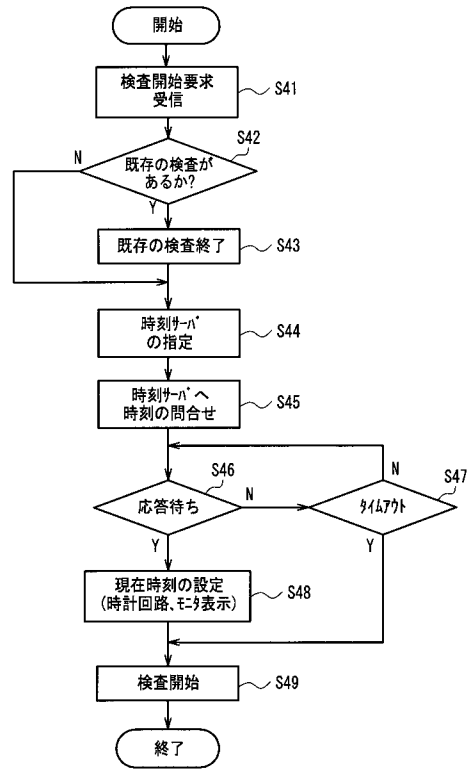 開始
検査開始要求
受信
S41
S42
N
既存の検査が
あるか?
Y
既存の検査終了
S43
時刻ｻｰﾊﾞ
の指定
S44
時刻ｻｰﾊﾞへ
時刻の問合せ
S45
S46
N
S47
応答待ち
N
ﾀｲﾑｱｳﾄ
Y
Y
現在時刻の設定
(時計回路、ﾓﾆﾀ表示)
S48
検査開始
S49
終了